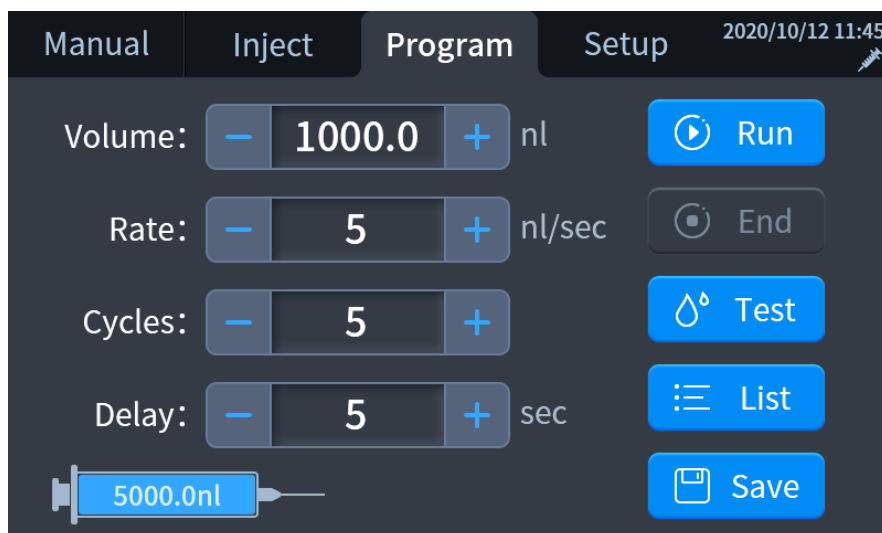 Manual Inject Program Setup 2020/10/12 11:45
Volume: − 1000.0 + nl Run
Rate: − 5 + nl/sec End
Cycles: − 5 + Test
Delay: − 5 + sec List
5000.0nl Save